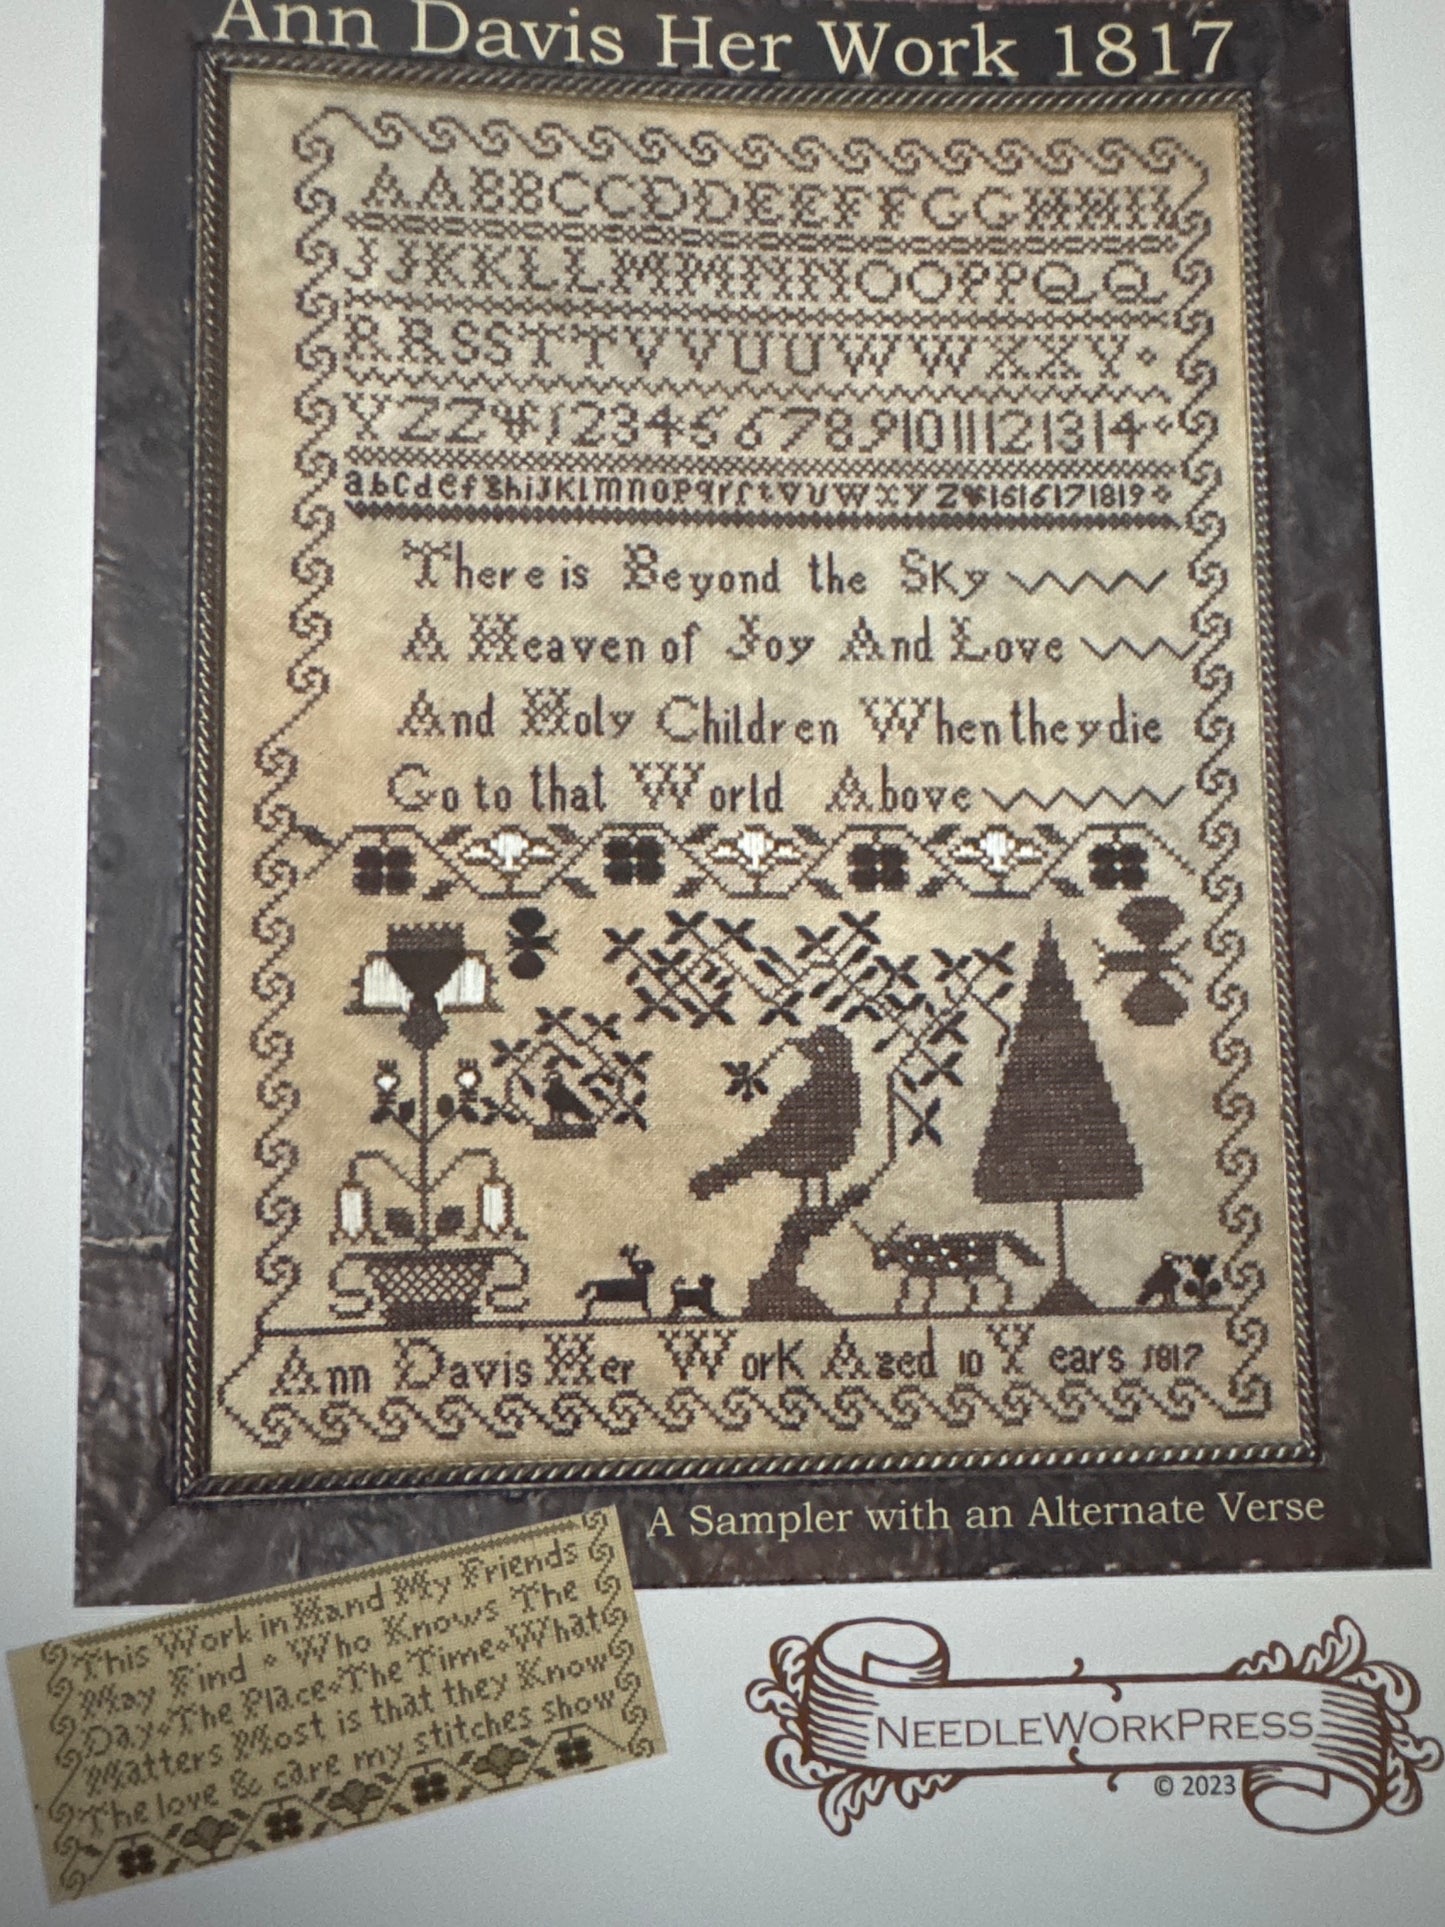 Ann Davis Her Work 1817
AABBCCDDEEFFGGHHII
JJKKLLMMNNOOPPQQ
RRSSTTVVUUWWXXY
YZZ&1234567891011121314
abcdefghiJKlmnopqrſtvuwxyz&1516171819
There is Beyond the Sky
A Heaven of Joy And Love
And Holy Children When they die
Go to that World Above
Ann Davis Her Work Aged 10 Years 1817
A Sampler with an Alternate Verse
This Work in Hand My Friends
May Find Who Knows The
Day The Place The Time What
Matters Most is that they Know
The love & care my stitches show
NEEDLEWORKPRESS
© 2023